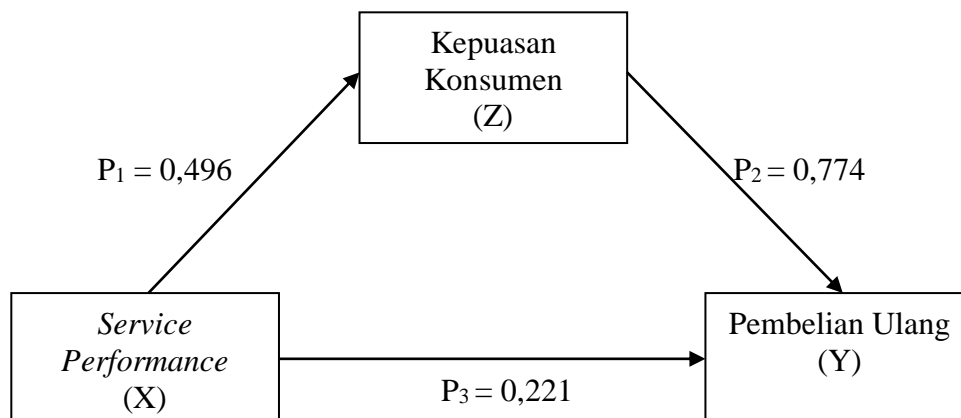 Kepuasan
Konsumen
(Z)
P₁ = 0,496
P₂ = 0,774
Service
Performance
(X)
Pembelian Ulang
(Y)
P₃ = 0,221